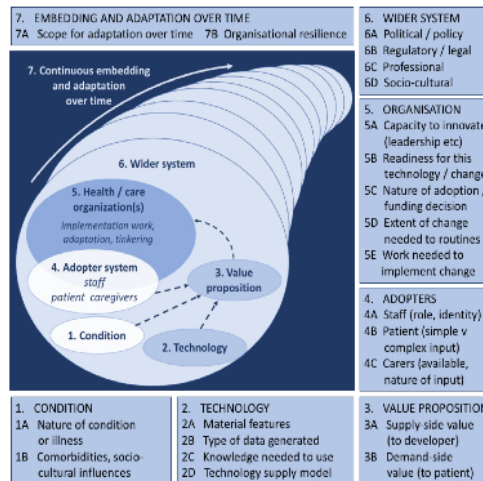 7. EMBEDDING AND ADAPTATION OVER TIME
7A Scope for adaptation over time 7B Organisational resilience
7. Continuous embedding
and adaptation
over time
6. Wider system
5. Health / care
organization(s)
Implementation work,
adaptation, tinkering
4. Adopter system
staff
patient caregivers
3. Value
proposition
1. Condition
2. Technology
6. WIDER SYSTEM
6A Political / policy
6B Regulatory / legal
6C Professional
6D Socio-cultural
5. ORGANISATION
5A Capacity to innovate
(leadership etc)
5B Readiness for this
technology / change
5C Nature of adoption /
funding decision
5D Extent of change
needed to routines
5E Work needed to
implement change
4. ADOPTERS
4A Staff (role, identity)
4B Patient (simple v
complex input)
4C Carers (available,
nature of input)
1. CONDITION
1A Nature of condition
or illness
1B Comorbidities, socio-
cultural influences
2. TECHNOLOGY
2A Material features
2B Type of data generated
2C Knowledge needed to use
2D Technology supply model
3. VALUE PROPOSITION
3A Supply-side value
(to developer)
3B Demand-side
value (to patient)